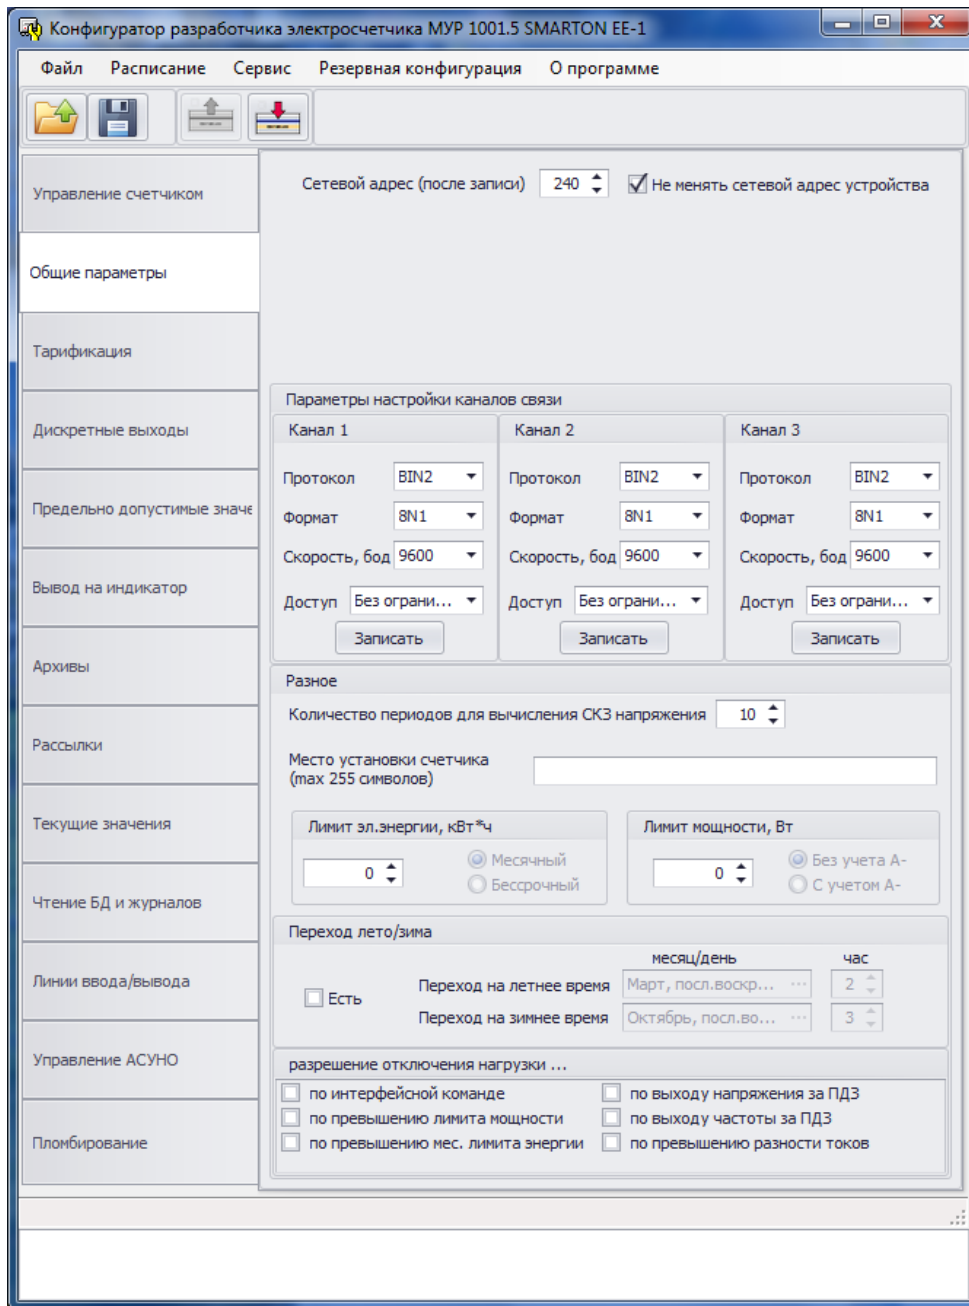 Конфигуратор разработчика электросчетчика МУР 1001.5 SMARTON EE-1
Файл Расписание Сервис Резервная конфигурация О программе
Управление счетчиком
Общие параметры
Тарификация
Дискретные выходы
Предельно допустимые значе
Вывод на индикатор
Архивы
Рассылки
Текущие значения
Чтение БД и журналов
Линии ввода/вывода
Управление АСУНО
Пломбирование
Сетевой адрес (после записи) 240 Не менять сетевой адрес устройства
Параметры настройки каналов связи
Канал 1 Канал 2 Канал 3
Протокол BIN2 Протокол BIN2 Протокол BIN2
Формат 8N1 Формат 8N1 Формат 8N1
Скорость, бод 9600 Скорость, бод 9600 Скорость, бод 9600
Доступ Без ограни... Доступ Без ограни... Доступ Без ограни...
Записать Записать Записать
Разное
Количество периодов для вычисления СКЗ напряжения 10
Место установки счетчика
(max 255 символов)
Лимит эл.энергии, кВт*ч Лимит мощности, Вт
0 Месячный 0 Без учета А-
Бессрочный С учетом А-
Переход лето/зима
месяц/день час
Есть Переход на летнее время Март, посл.воскр... ... 2
Переход на зимнее время Октябрь, посл.во... ... 3
разрешение отключения нагрузки ...
по интерфейсной команде по выходу напряжения за ПДЗ
по превышению лимита мощности по выходу частоты за ПДЗ
по превышению мес. лимита энергии по превышению разности токов